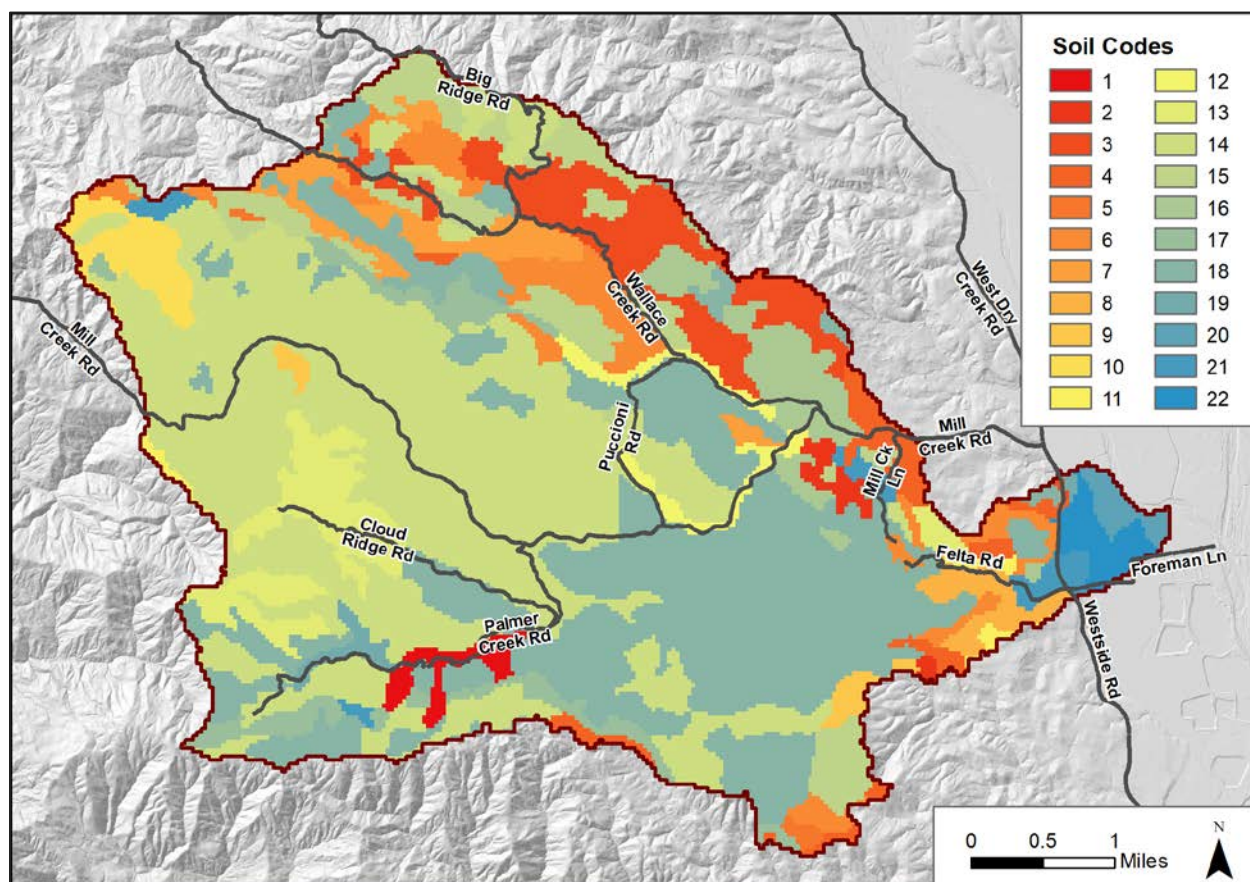 Soil Codes
1
2
3
4
5
6
7
8
9
10
11
12
13
14
15
16
17
18
19
20
21
22
Big
Ridge Rd
West Dry
Creek Rd
Wallace
Creek Rd
Mill
Creek Rd
Puccioni
Rd
Mill
Creek Rd
Mill Ck
Ln
Cloud
Ridge Rd
Felta Rd
Foreman Ln
Palmer
Creek Rd
Westside Rd
0 0.5 1
Miles
N